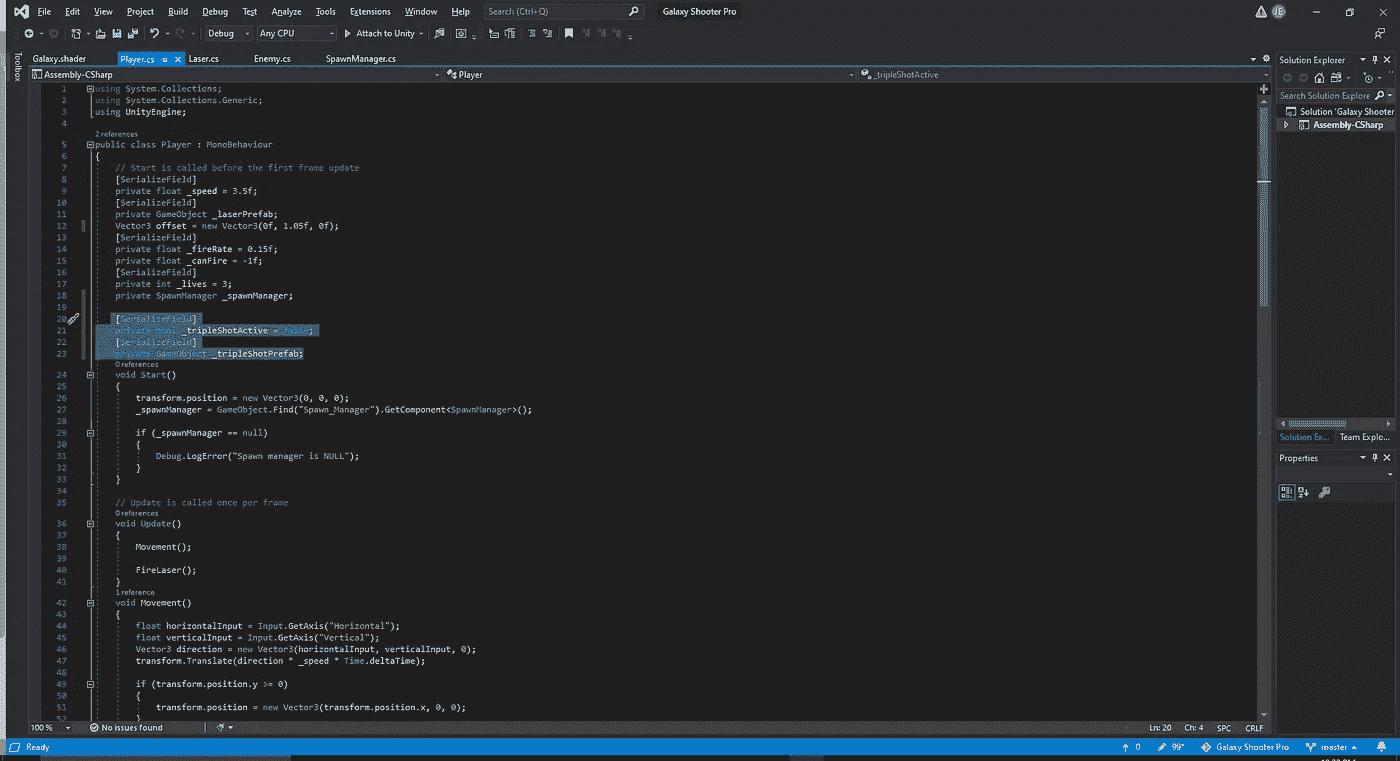 File Edit View Project Build Debug Test Analyze Tools Extensions Window Help Search (Ctrl+Q) Galaxy Shooter Pro JE
Debug Any CPU Attach to Unity
Toolbox
Galaxy.shader Player.cs Laser.cs Enemy.cs SpawnManager.cs
Assembly-CSharp Player _tripleShotActive
1 using System.Collections;
2 using System.Collections.Generic;
3 using UnityEngine;
4
2 references
5 public class Player : MonoBehaviour
6 {
7 // Start is called before the first frame update
8 [SerializeField]
9 private float _speed = 3.5f;
10 [SerializeField]
11 private GameObject _laserPrefab;
12 Vector3 offset = new Vector3(0f, 1.05f, 0f);
13 [SerializeField]
14 private float _fireRate = 0.15f;
15 private float _canFire = -1f;
16 [SerializeField]
17 private int _lives = 3;
18 private SpawnManager _spawnManager;
19
20 [SerializeField]
21 private bool _tripleShotActive = false;
22 [SerializeField]
23 private GameObject _tripleShotPrefab;
0 references
24 void Start()
25 {
26 transform.position = new Vector3(0, 0, 0);
27 _spawnManager = GameObject.Find("Spawn_Manager").GetComponent<SpawnManager>();
28
29 if (_spawnManager == null)
30 {
31 Debug.LogError("Spawn manager is NULL");
32 }
33 }
34
35 // Update is called once per frame
0 references
36 void Update()
37 {
38 Movement();
39
40 FireLaser();
41 }
1 reference
42 void Movement()
43 {
44 float horizontalInput = Input.GetAxis("Horizontal");
45 float verticalInput = Input.GetAxis("Vertical");
46 Vector3 direction = new Vector3(horizontalInput, verticalInput, 0);
47 transform.Translate(direction * _speed * Time.deltaTime);
48
49 if (transform.position.y >= 0)
50 {
51 transform.position = new Vector3(transform.position.x, 0, 0);
52 }
Solution Explorer
Search Solution Explore
Solution 'Galaxy Shooter
Assembly-CSharp
Solution Ex... Team Explo...
Properties
100 % No issues found Ln: 20 Ch: 4 SPC CRLF
Ready 0 99* Galaxy Shooter Pro master